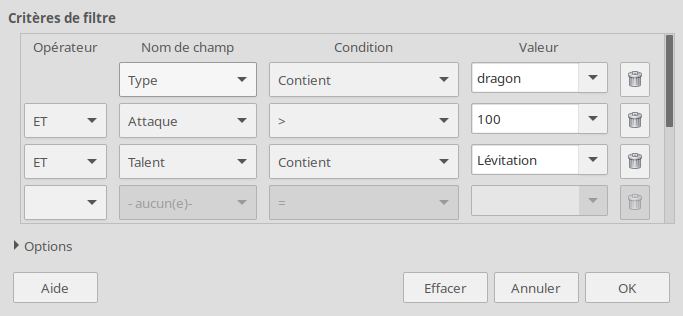 Critères de filtre
Opérateur Nom de champ Condition Valeur
Type Contient dragon
ET Attaque > 100
ET Talent Contient Lévitation
- aucun(e)- =
Options
Aide Effacer Annuler OK